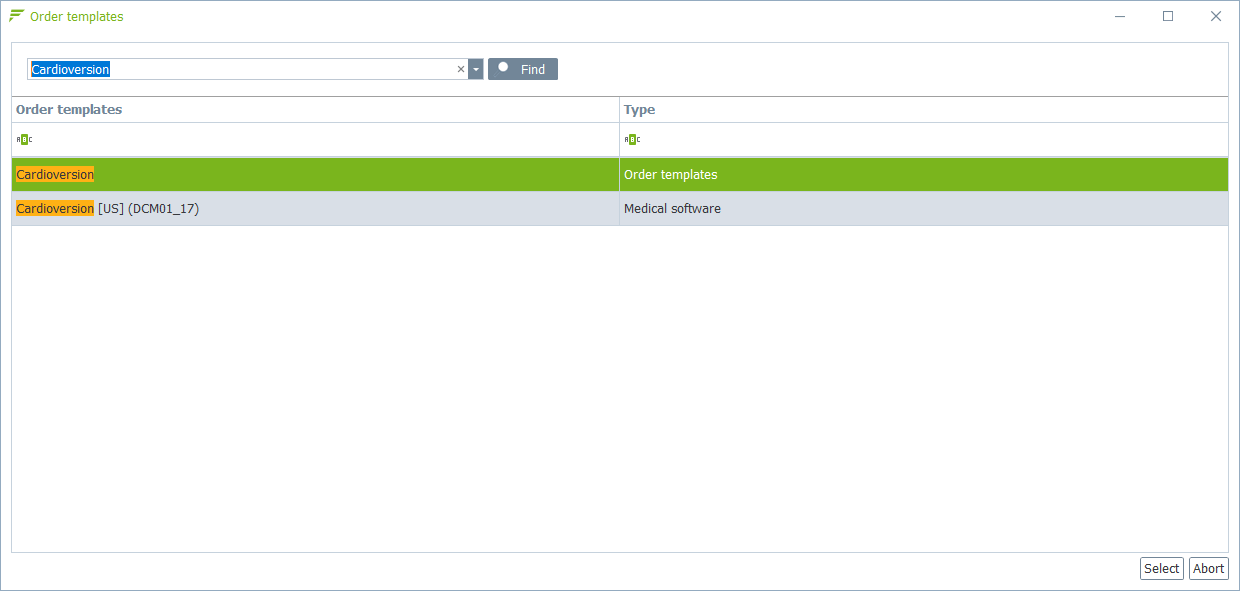 Order templates
Cardioversion
Find
Order templates Type
ABC ABC
Cardioversion Order templates
Cardioversion [US] (DCM01_17) Medical software
Select Abort